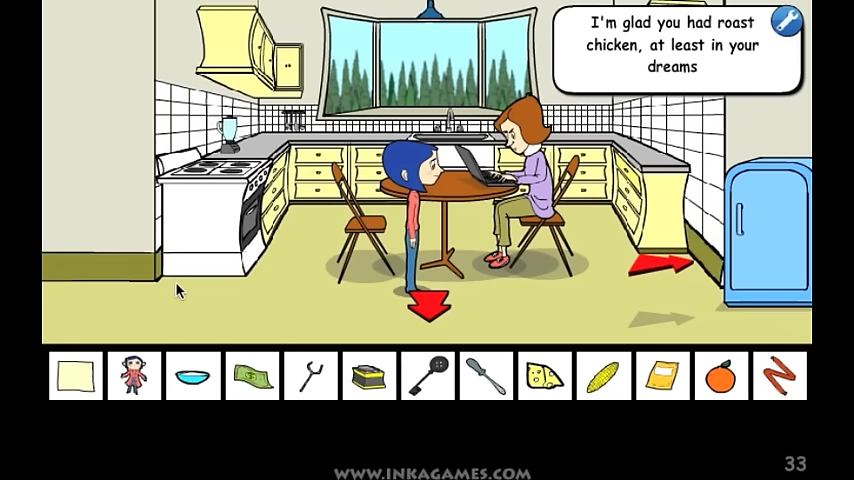 I'm glad you had roast
chicken, at least in your
dreams
33
WWW.INKAGAMES.COM